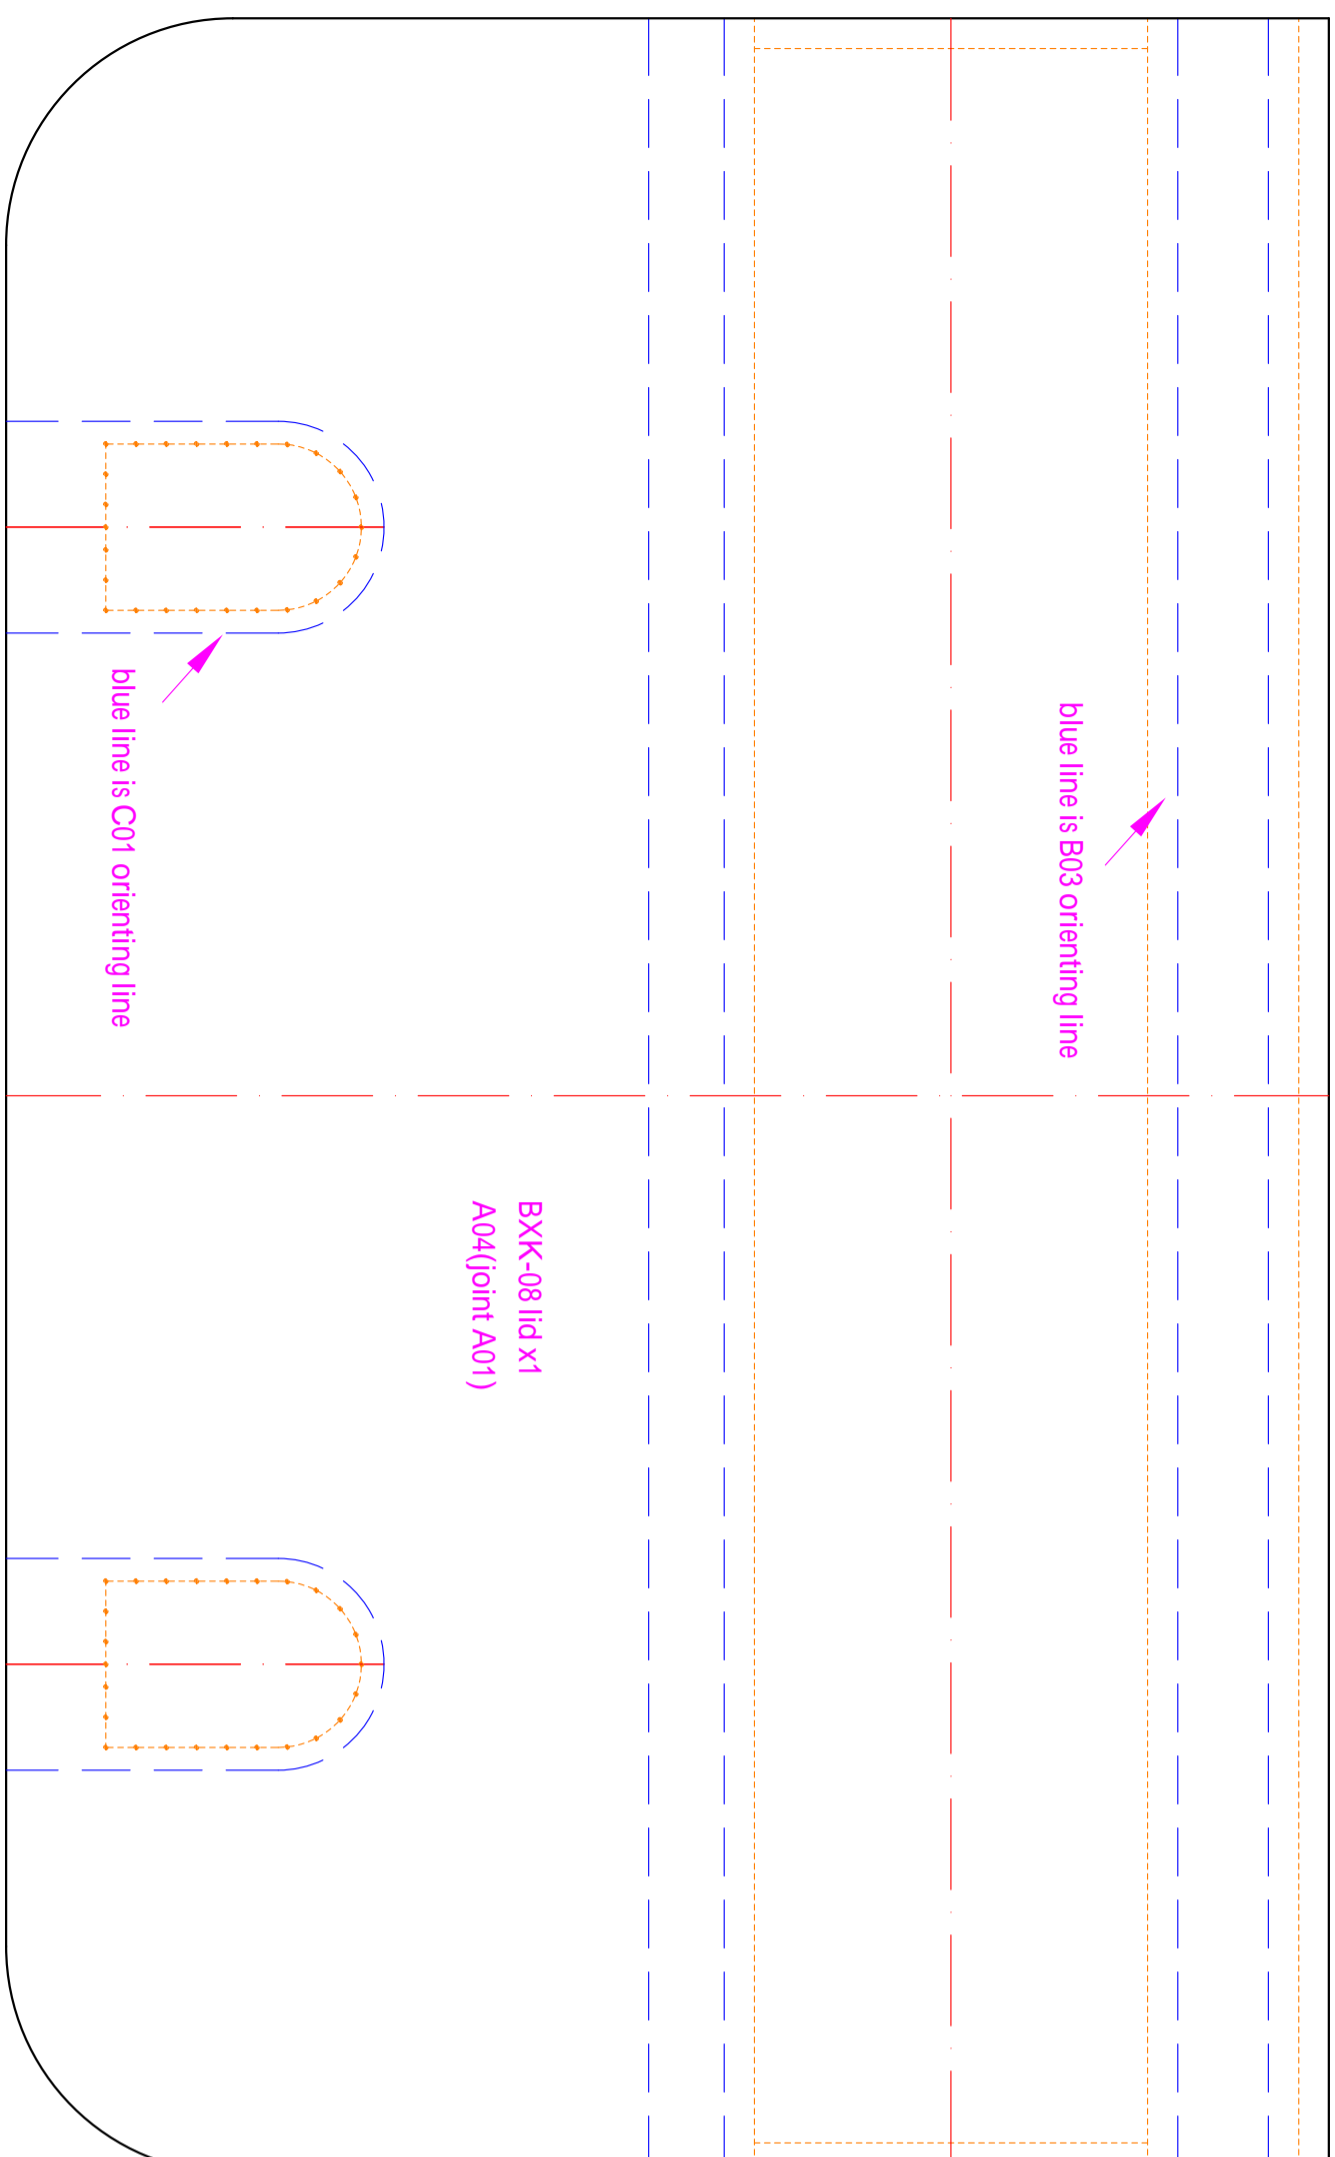 blue line is B03 orienting line
blue line is C01 orienting line
BXK-08 lid x1
A04(joint A01)